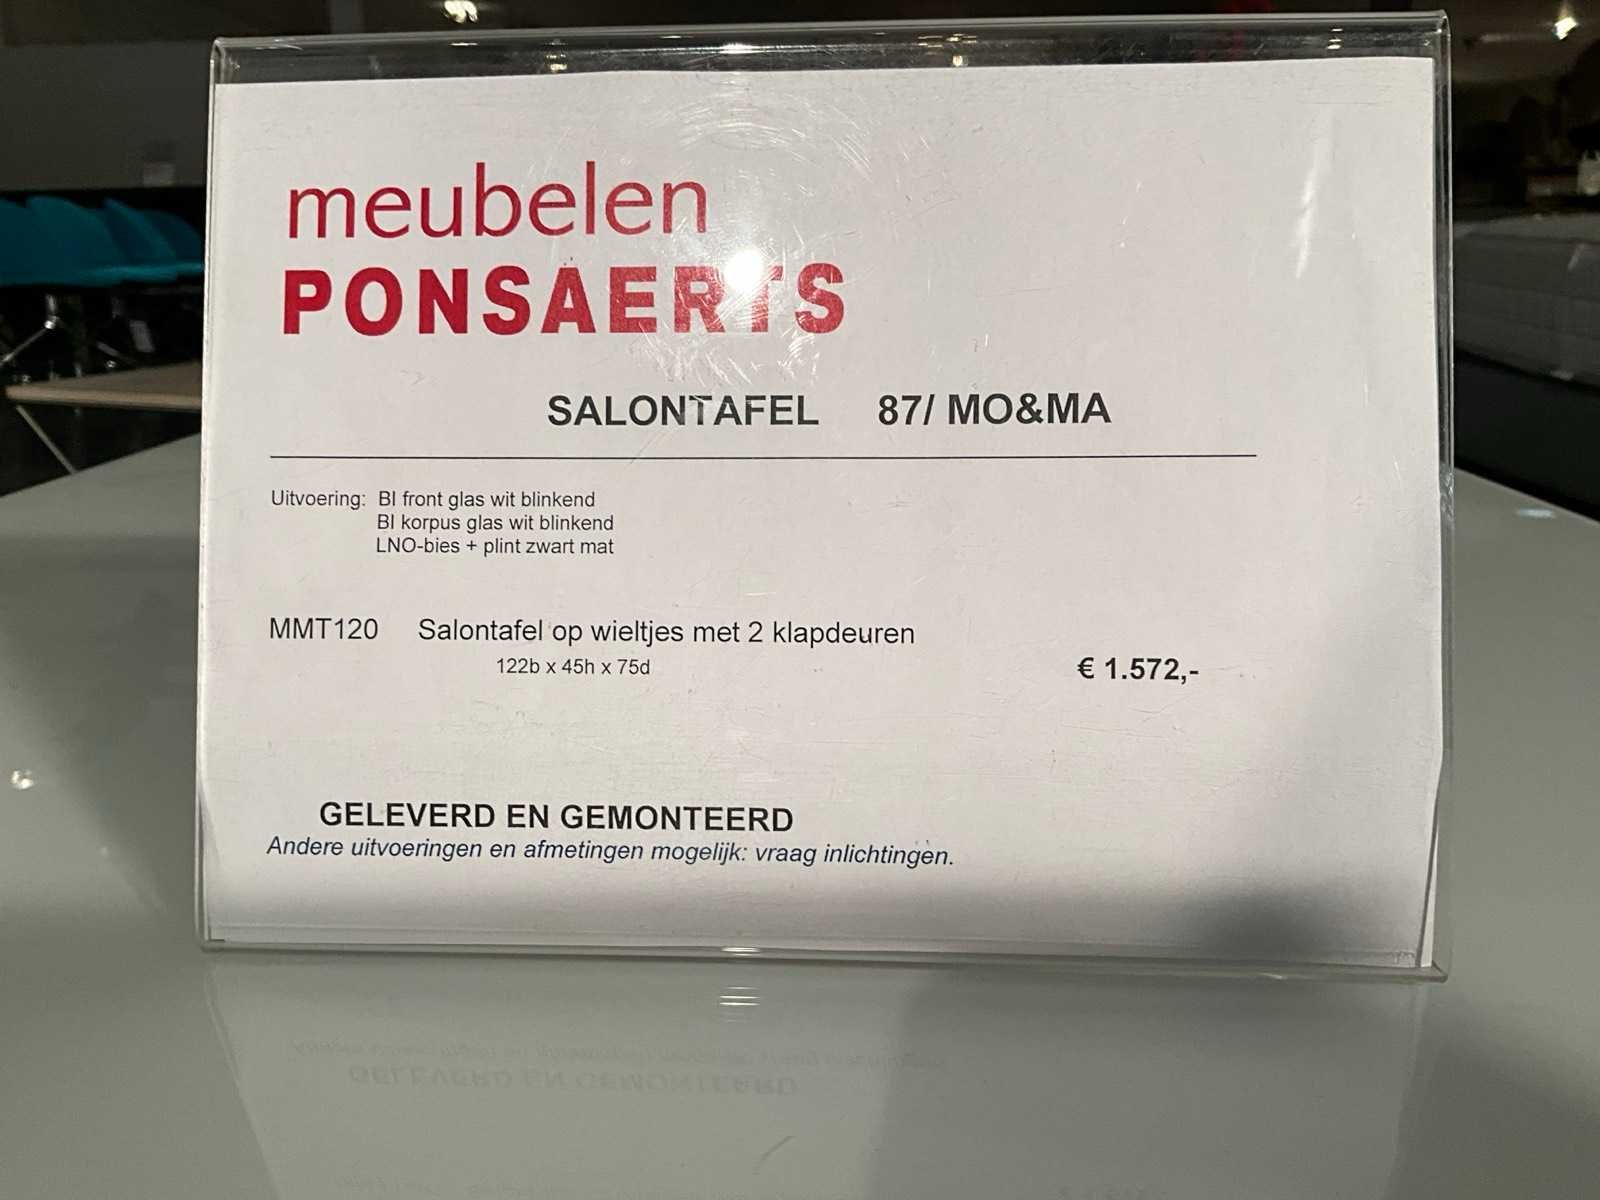 meubelen
PONSAERTS
SALONTAFEL 87/ MO&MA
Uitvoering: BI front glas wit blinkend
BI korpus glas wit blinkend
LNO-bies + plint zwart mat
MMT120 Salontafel op wieltjes met 2 klapdeuren
122b x 45h x 75d
€ 1.572,-
GELEVERD EN GEMONTEERD
Andere uitvoeringen en afmetingen mogelijk: vraag inlichtingen.